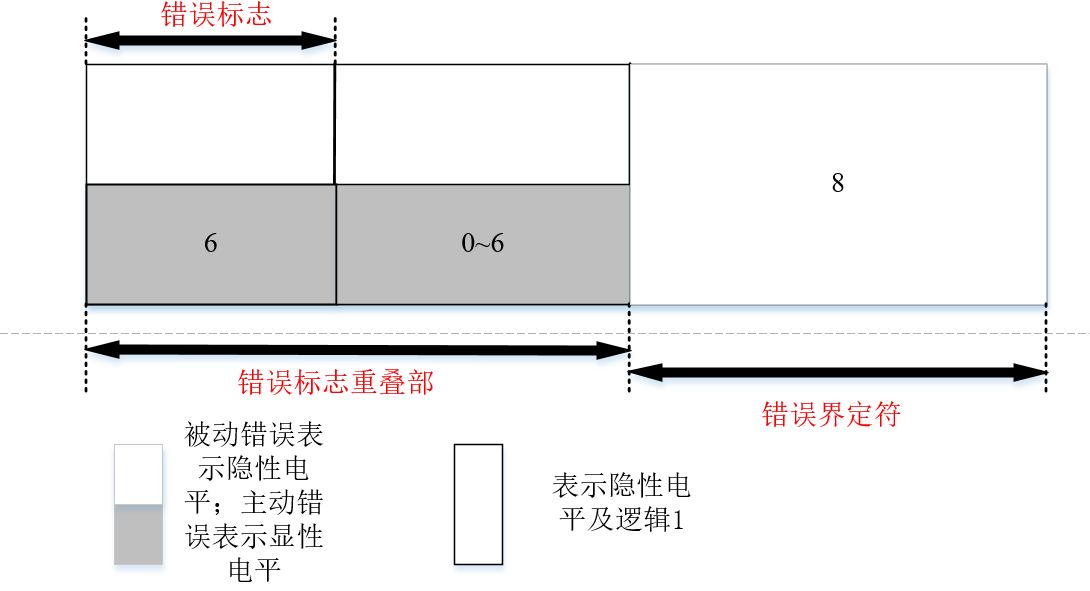 错误标志
8
6
0~6
错误标志重叠部
错误界定符
被动错误表
示隐性电
平；主动错
误表示显性
电平
表示隐性电
平及逻辑1